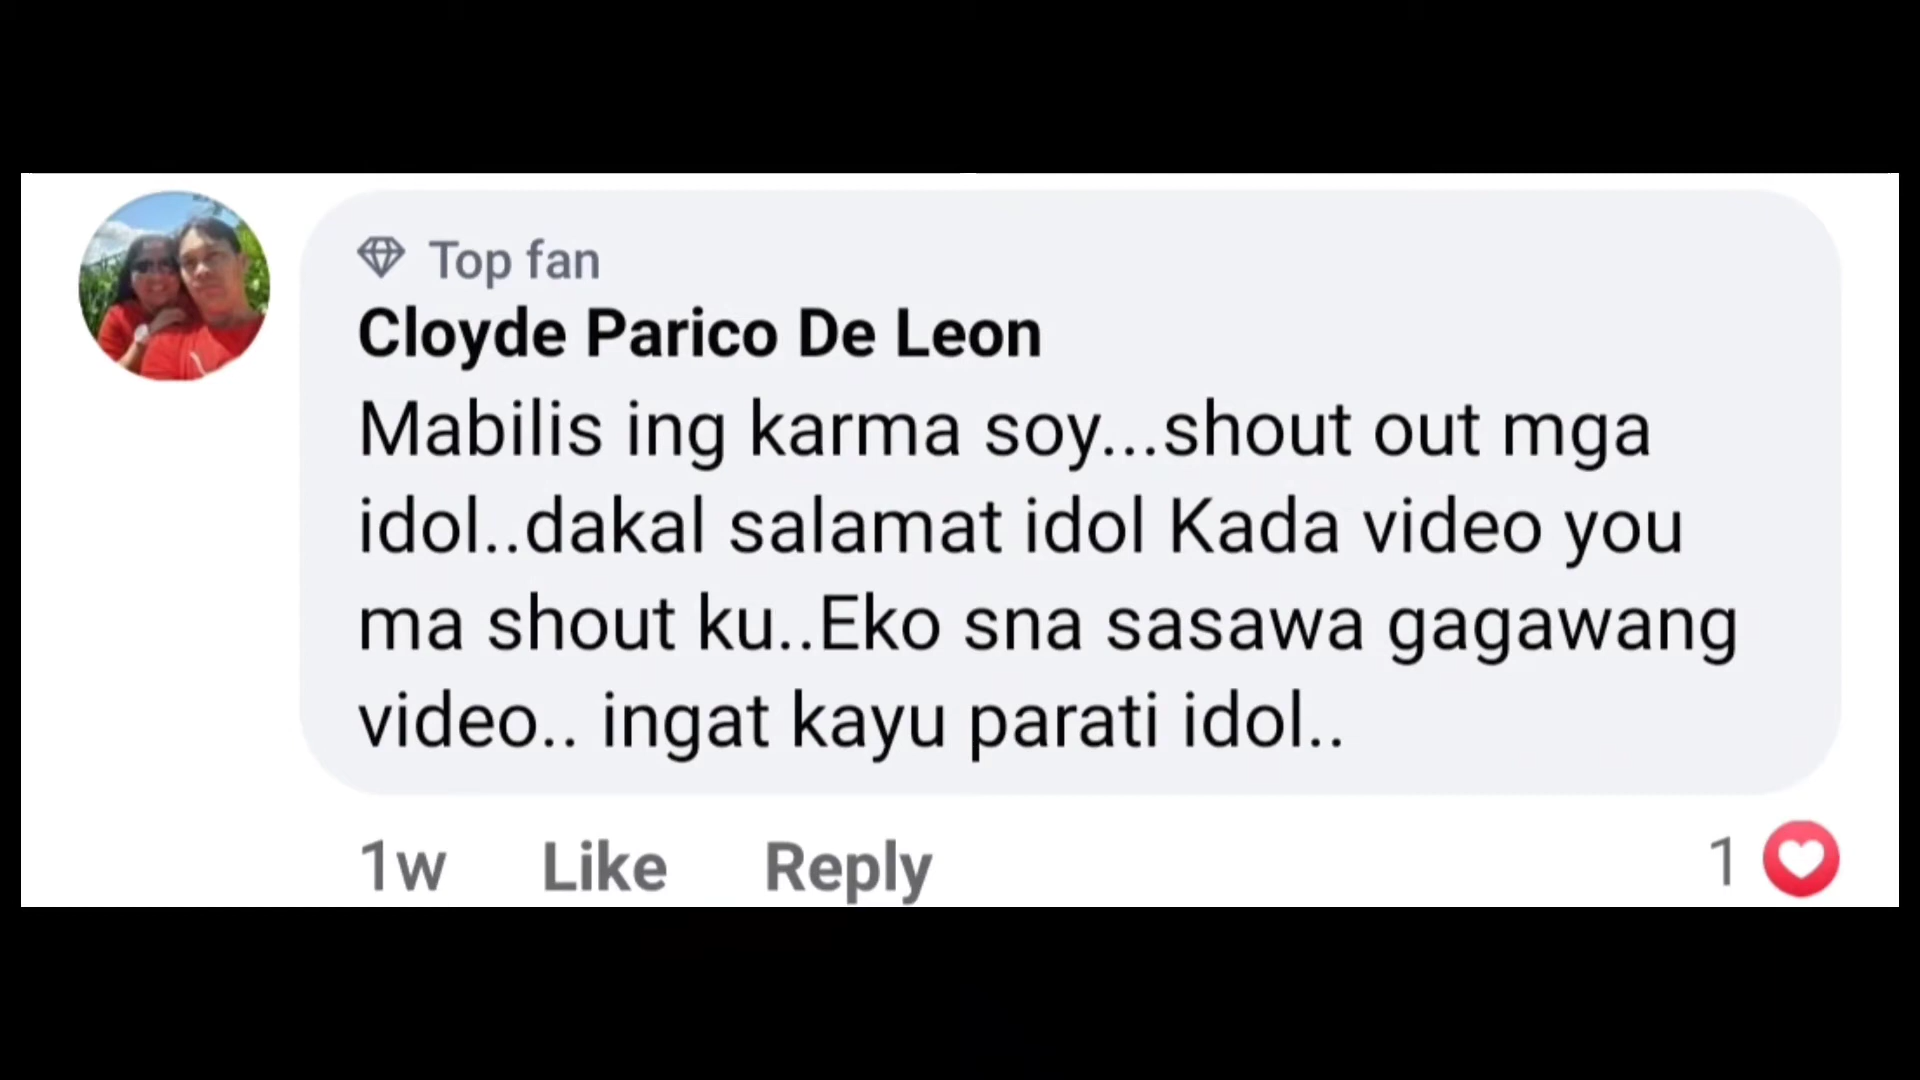 Top fan
Cloyde Parico De Leon
Mabilis ing karma soy...shout out mga
idol..dakal salamat idol Kada video you
ma shout ku..Eko sna sasawa gagawang
video.. ingat kayu parati idol..
1w Like Reply 1